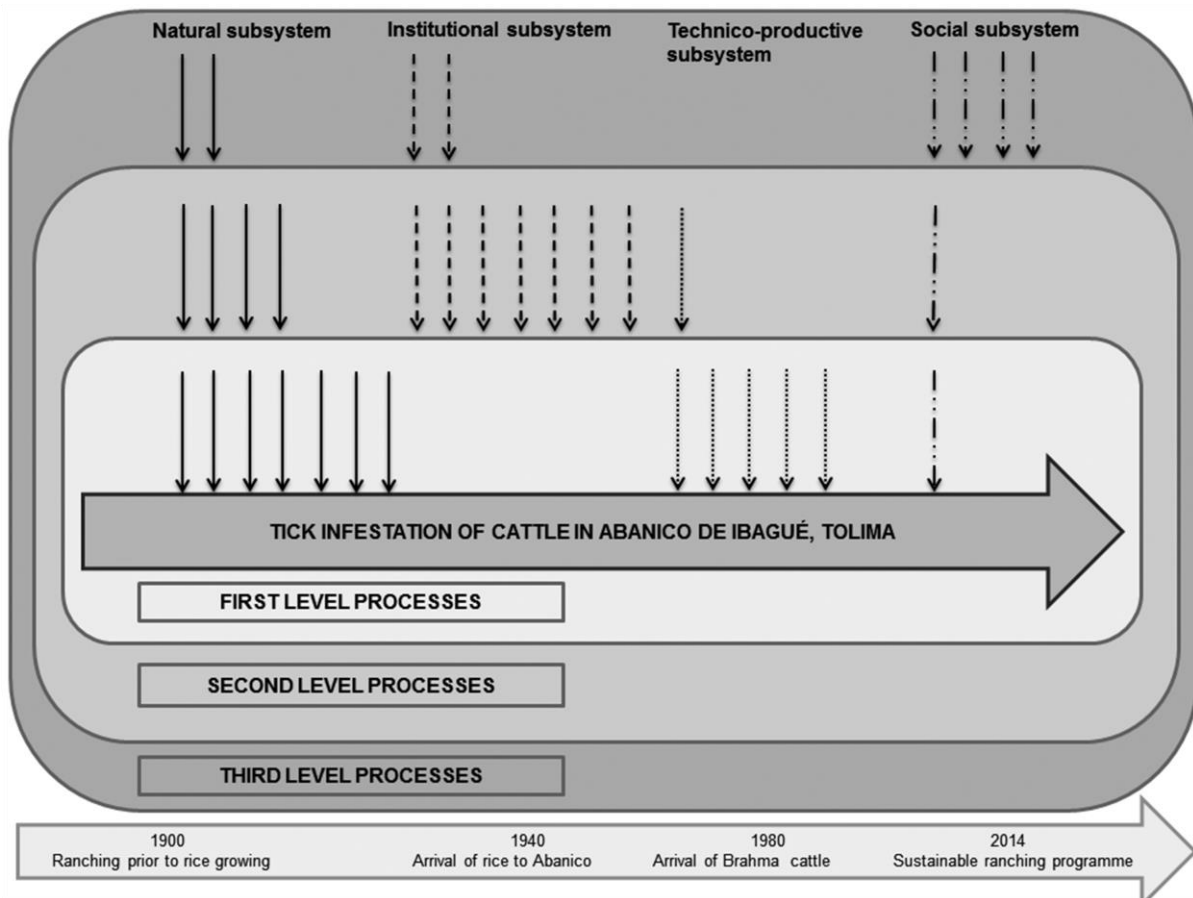 Natural subsystem
Institutional subsystem
Technico-productive
subsystem
Social subsystem
TICK INFESTATION OF CATTLE IN ABANICO DE IBAGUÉ, TOLIMA
FIRST LEVEL PROCESSES
SECOND LEVEL PROCESSES
THIRD LEVEL PROCESSES
1900
Ranching prior to rice growing
1940
Arrival of rice to Abanico
1980
Arrival of Brahma cattle
2014
Sustainable ranching programme